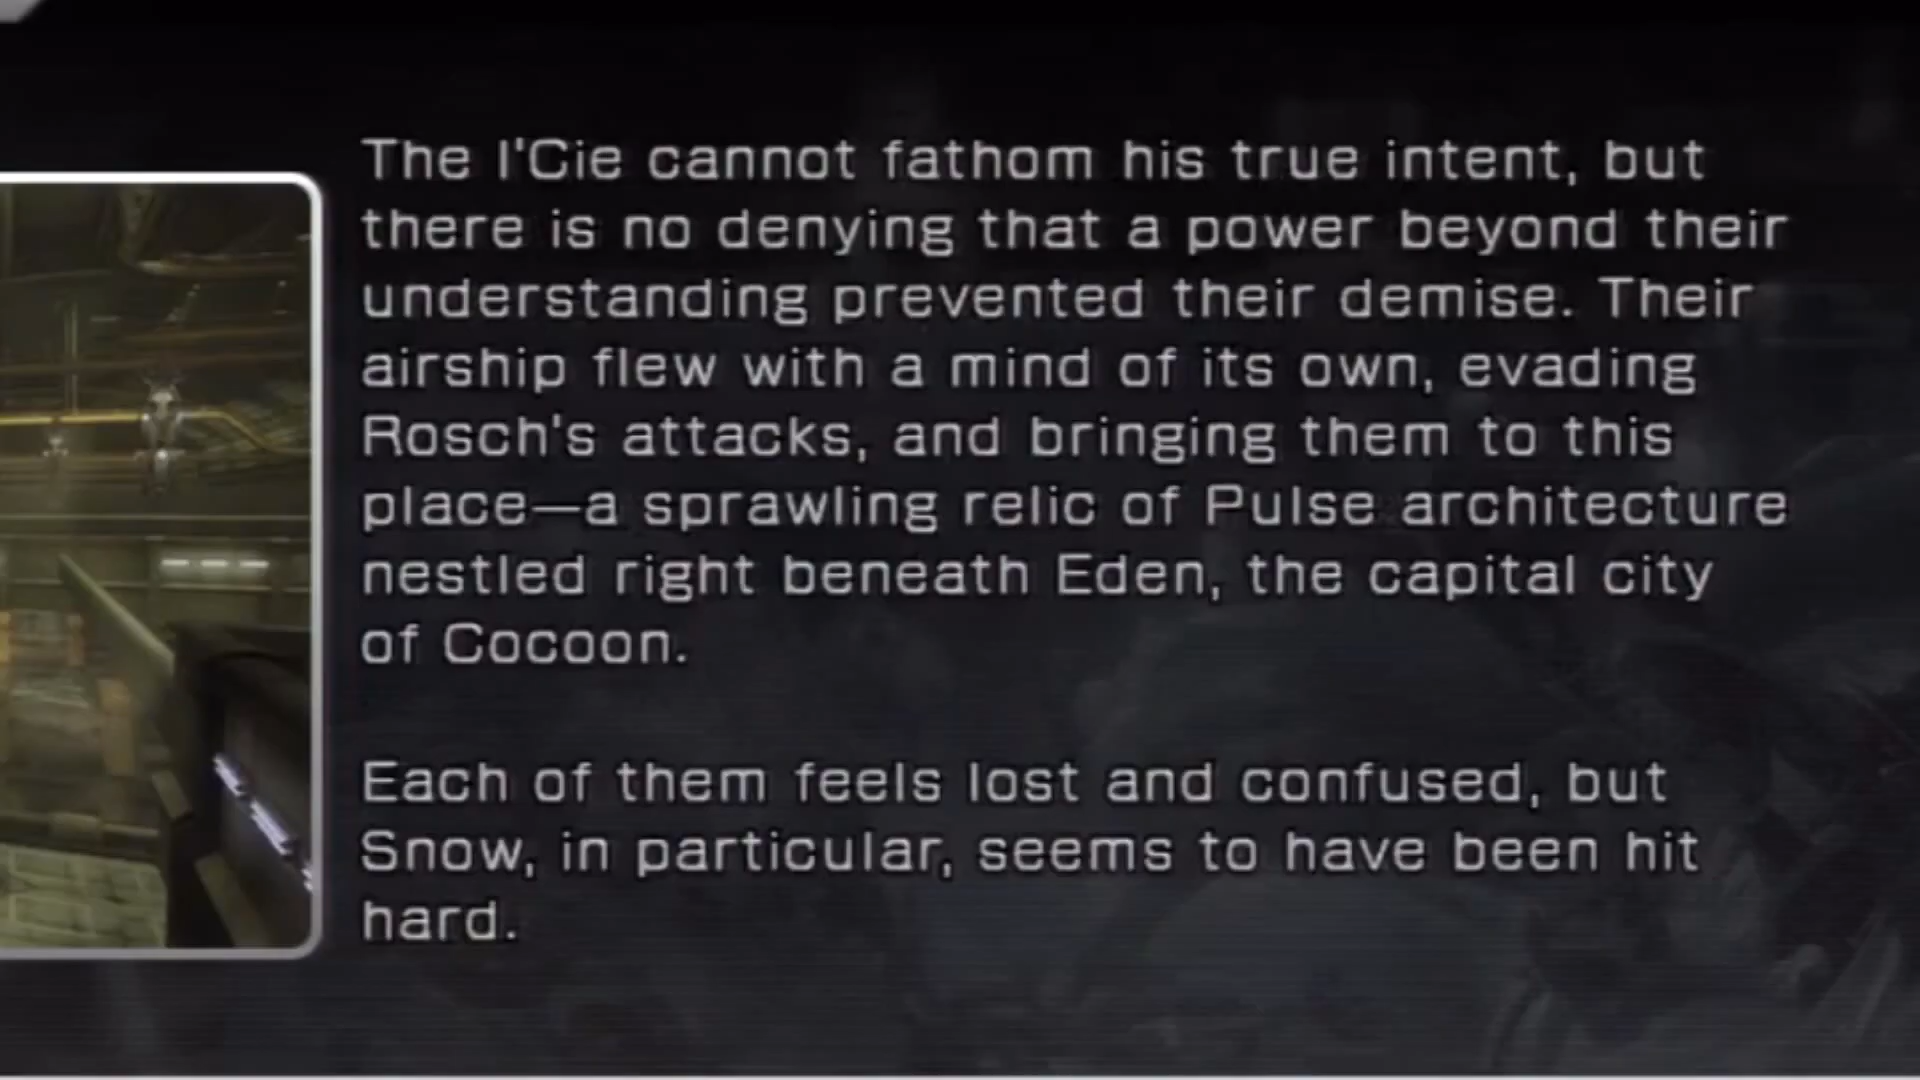 The l'Cie cannot fathom his true intent, but
there is no denying that a power beyond their
understanding prevented their demise. Their
airship flew with a mind of its own, evading
Rosch's attacks, and bringing them to this
place—a sprawling relic of Pulse architecture
nestled right beneath Eden, the capital city
of Cocoon.
Each of them feels lost and confused, but
Snow, in particular, seems to have been hit
hard.